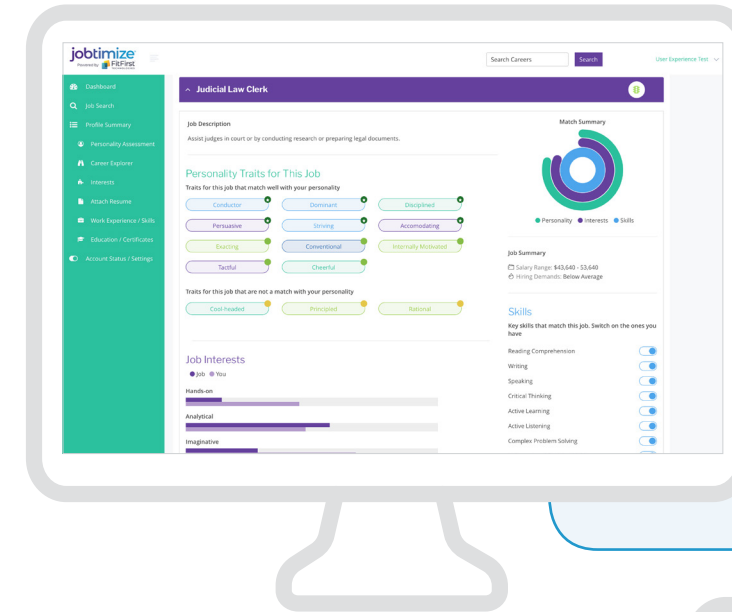 jobtimize
Powered by FitFirst
Search Careers
Search
User Experience Test
Dashboard
Job Search
Profile Summary
Personality Assessment
Career Explorer
Interests
Attach Resume
Work Experience / Skills
Education / Certificates
Account Status / Settings
Judicial Law Clerk
Job Description
Assist judges in court or by conducting research or preparing legal documents.
Personality Traits for This Job
Traits for this job that match well with your personality
Conductor
Dominant
Disciplined
Persuasive
Striving
Accomodating
Exacting
Conventional
Internally Motivated
Tactful
Cheerful
Traits for this job that are not a match with your personality
Cool-headed
Principled
Rational
Job Interests
Job You
Hands-on
Analytical
Imaginative
Match Summary
Personality Interests Skills
Job Summary
Salary Range: $43,640 - 53,640
Hiring Demands: Below Average
Skills
Key skills that match this job. Switch on the ones you
have
Reading Comprehension
Writing
Speaking
Critical Thinking
Active Learning
Active Listening
Complex Problem Solving